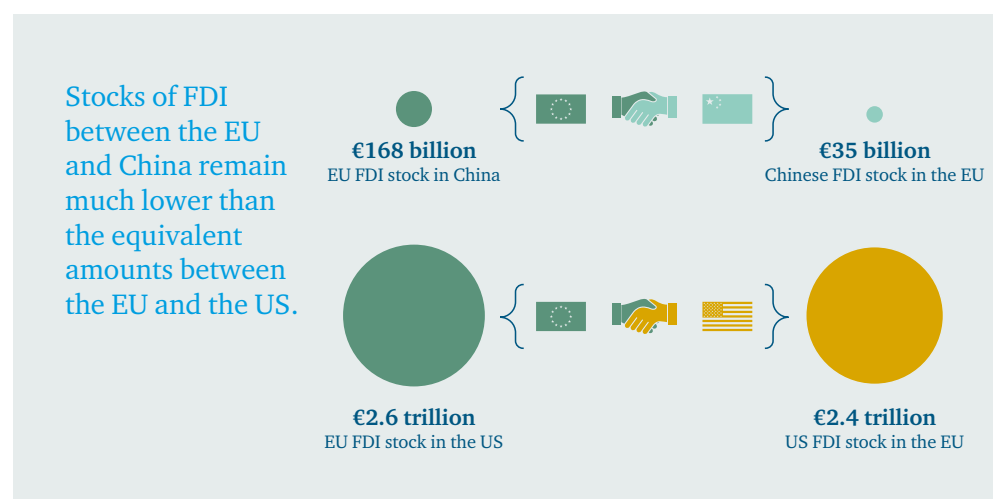 Stocks of FDI
between the EU
and China remain
much lower than
the equivalent
amounts between
the EU and the US.
€168 billion
EU FDI stock in China
€35 billion
Chinese FDI stock in the EU
€2.6 trillion
EU FDI stock in the US
€2.4 trillion
US FDI stock in the EU